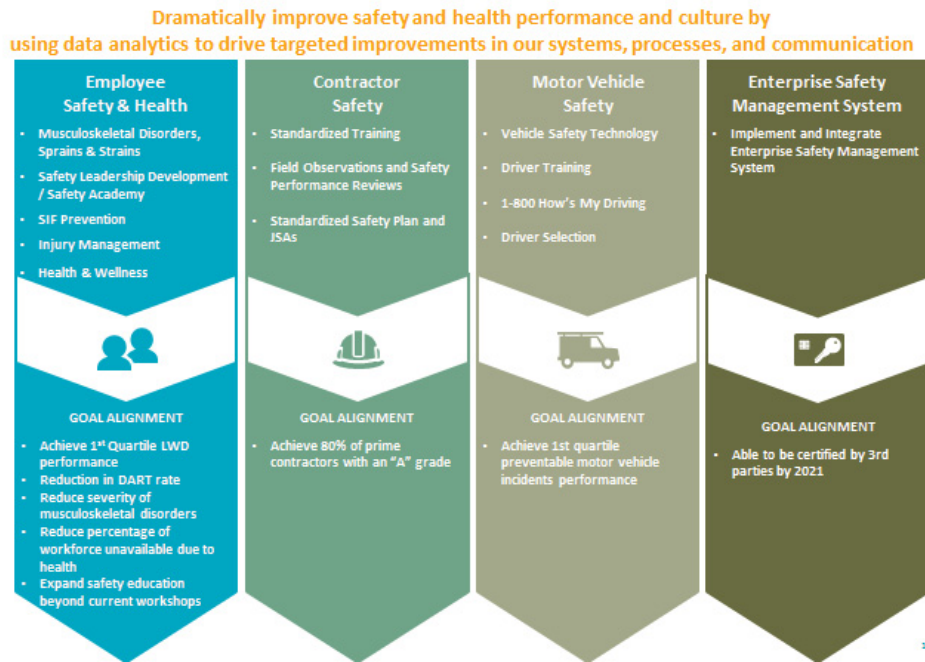 Dramatically improve safety and health performance and culture by
using data analytics to drive targeted improvements in our systems, processes, and communication
Employee
Safety & Health
• Musculoskeletal Disorders,
Sprains & Strains
• Safety Leadership Development
/ Safety Academy
• SIF Prevention
• Injury Management
• Health & Wellness
GOAL ALIGNMENT
• Achieve 1st Quartile LWD
performance
• Reduction in DART rate
• Reduce severity of
musculoskeletal disorders
• Reduce percentage of
workforce unavailable due to
health
• Expand safety education
beyond current workshops
Contractor
Safety
• Standardized Training
• Field Observations and Safety
Performance Reviews
• Standardized Safety Plan and
JSAs
GOAL ALIGNMENT
• Achieve 80% of prime
contractors with an “A” grade
Motor Vehicle
Safety
• Vehicle Safety Technology
• Driver Training
• 1-800 How's My Driving
• Driver Selection
GOAL ALIGNMENT
• Achieve 1st quartile
preventable motor vehicle
incidents performance
Enterprise Safety
Management System
• Implement and Integrate
Enterprise Safety Management
System
GOAL ALIGNMENT
• Able to be certified by 3rd
parties by 2021